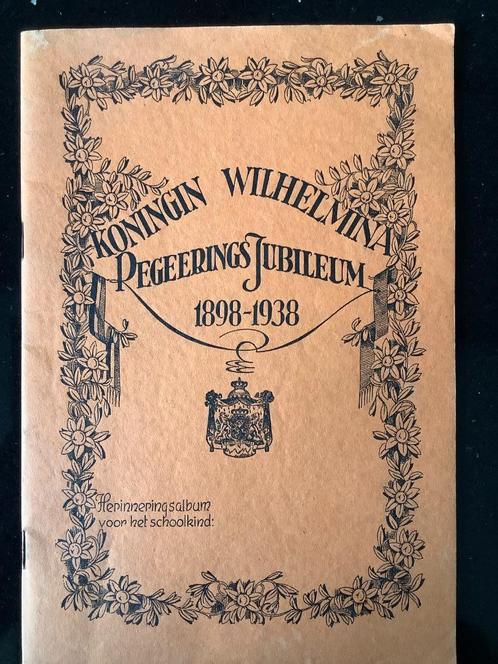 KONINGIN WILHELMINA
REGEERINGS JUBILEUM
1898-1938
Herinneringsalbum
voor het schoolkind: